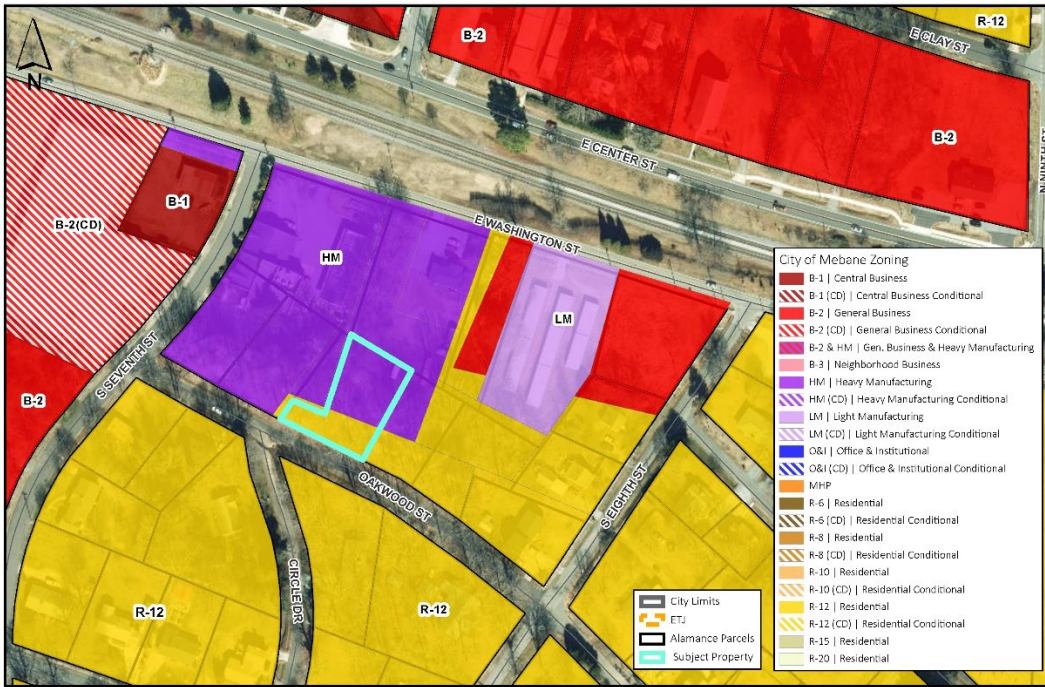 B-2
R-12
E CLAY ST
N
B-2
E CENTER ST
N NINTH ST
B-1
B-2(CD)
E WASHINGTON ST
HM
LM
S SEVENTH ST
B-2
OAKWOOD ST
S EIGHTH ST
CIRCLE DR
R-12
R-12
City of Mebane Zoning
B-1 | Central Business
B-1 (CD) | Central Business Conditional
B-2 | General Business
B-2 (CD) | General Business Conditional
B-2 & HM | Gen. Business & Heavy Manufacturing
B-3 | Neighborhood Business
HM | Heavy Manufacturing
HM (CD) | Heavy Manufacturing Conditional
LM | Light Manufacturing
LM (CD) | Light Manufacturing Conditional
O&I | Office & Institutional
O&I (CD) | Office & Institutional Conditional
MHP
R-6 | Residential
R-6 (CD) | Residential Conditional
R-8 | Residential
R-8 (CD) | Residential Conditional
R-10 | Residential
R-10 (CD) | Residential Conditional
R-12 | Residential
R-12 (CD) | Residential Conditional
R-15 | Residential
R-20 | Residential
City Limits
ETJ
Alamance Parcels
Subject Property